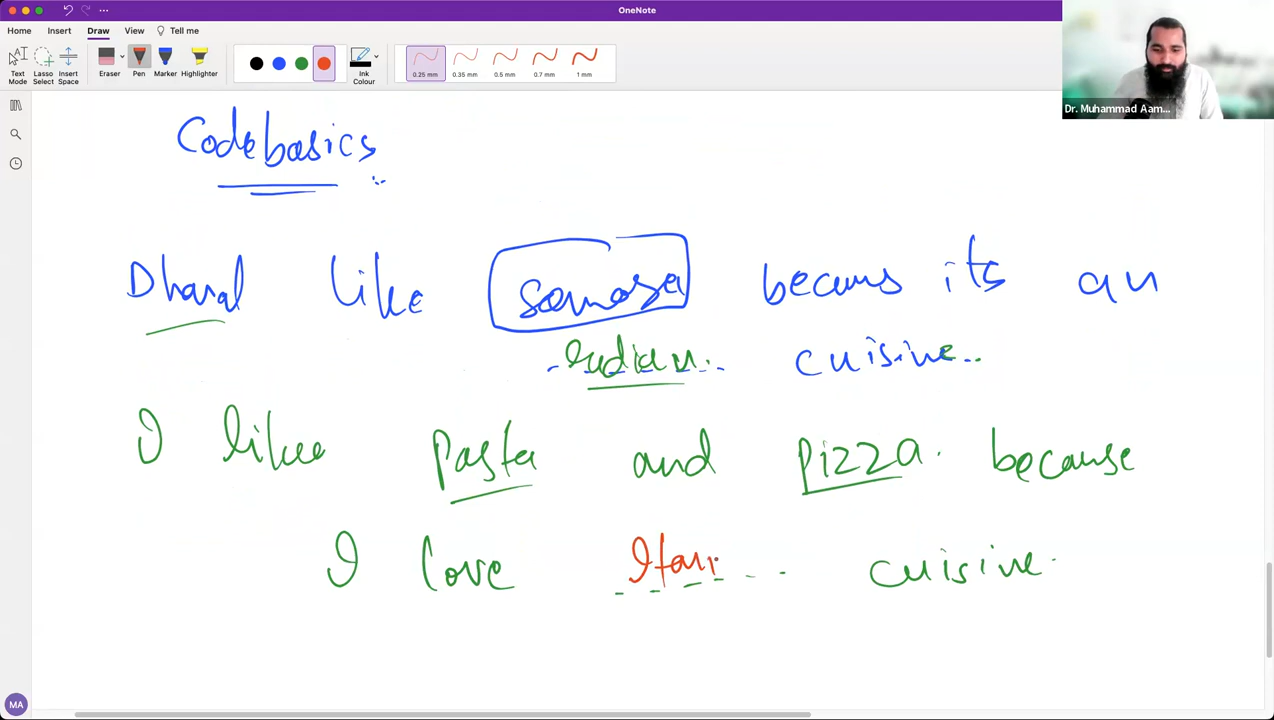 OneNote
Home Insert Draw View Tell me
Text Mode Lasso Select Insert Space Eraser Pen Marker Highlighter Ink Colour 0.25 mm 0.35 mm 0.5 mm 0.7 mm 1 mm
Dr. Muhammad Aam...
Codebasics
Dhaval like samosa becaus its an
Indian cuisine..
I like Pasta and Pizza. because
I love Itali cuisine.
MA